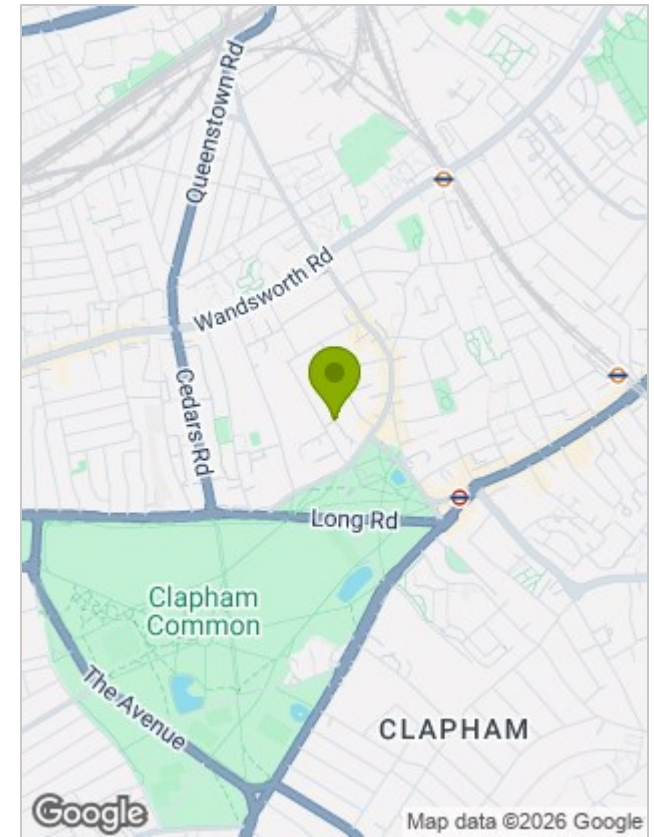 Queenstown Rd
Wandsworth Rd
Cedars Rd
Long Rd
Clapham
Common
The Avenue
CLAPHAM
Google
Map data ©2026 Google